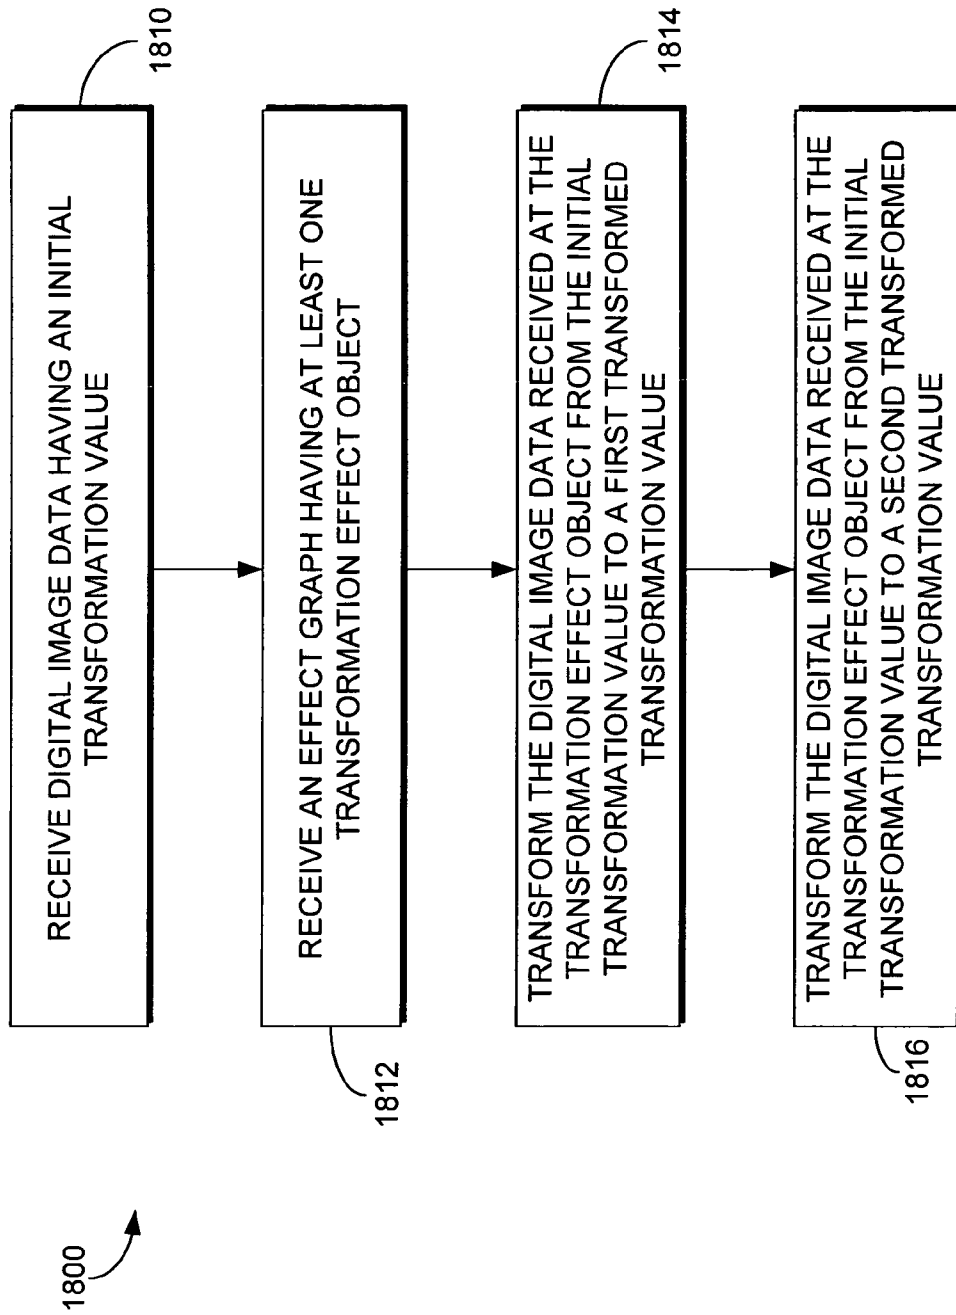 1800
RECEIVE DIGITAL IMAGE DATA HAVING AN INITIAL
TRANSFORMATION VALUE
1810
RECEIVE AN EFFECT GRAPH HAVING AT LEAST ONE
TRANSFORMATION EFFECT OBJECT
1812
TRANSFORM THE DIGITAL IMAGE DATA RECEIVED AT THE
TRANSFORMATION EFFECT OBJECT FROM THE INITIAL
TRANSFORMATION VALUE TO A FIRST TRANSFORMED
TRANSFORMATION VALUE
1814
TRANSFORM THE DIGITAL IMAGE DATA RECEIVED AT THE
TRANSFORMATION EFFECT OBJECT FROM THE INITIAL
TRANSFORMATION VALUE TO A SECOND TRANSFORMED
TRANSFORMATION VALUE
1816